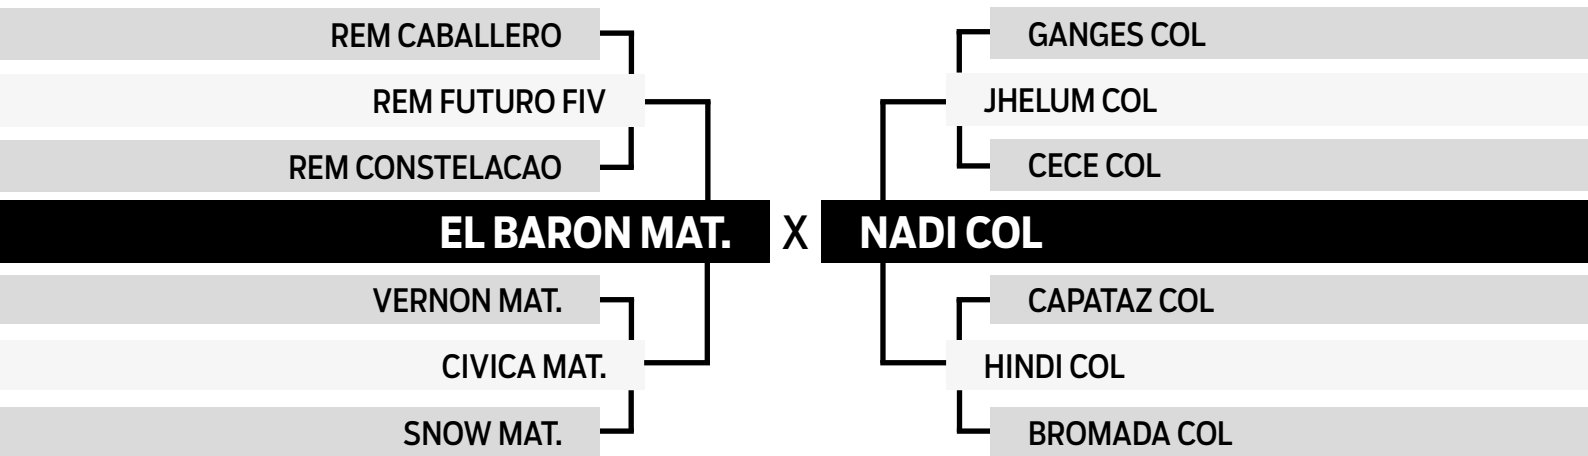 REM CABALLERO
REM FUTURO FIV
REM CONSTELACAO
EL BARON MAT. X NADI COL
VERNON MAT.
CIVICA MAT.
SNOW MAT.
GANGES COL
JHELUM COL
CECE COL
CAPATAZ COL
HINDI COL
BROMADA COL